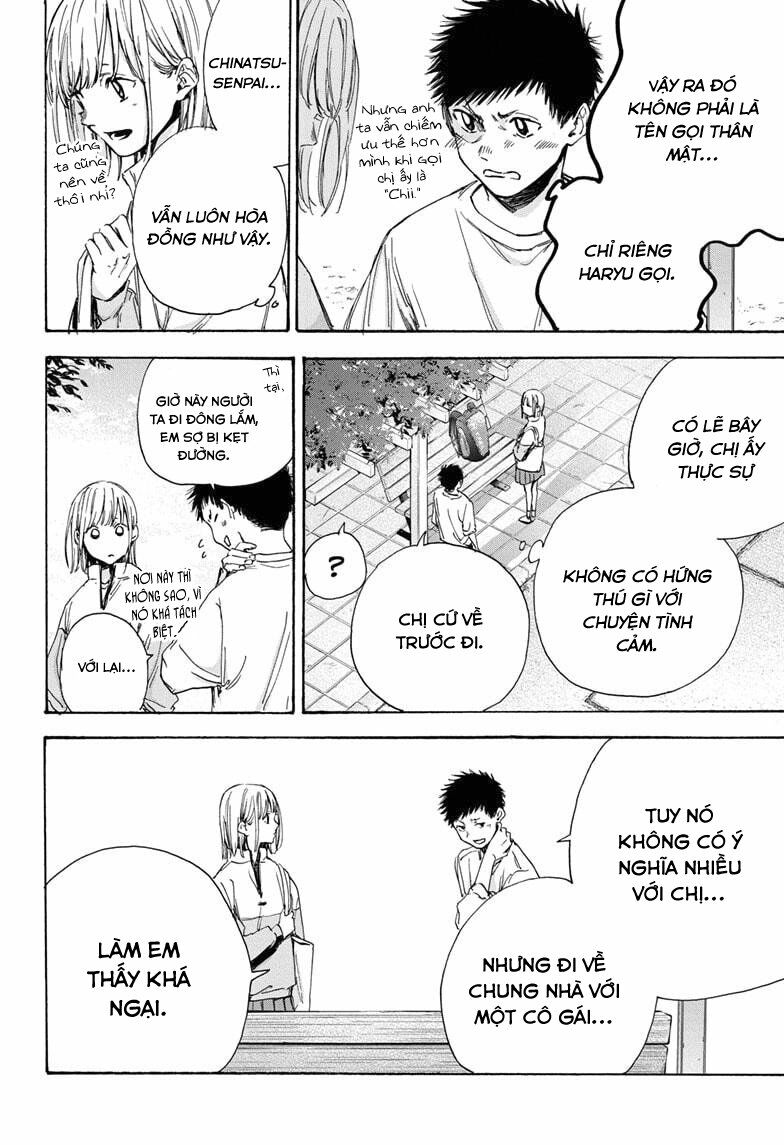 VẬY RA ĐÓ
KHÔNG PHẢI LÀ
TÊN GỌI THÂN
MẬT...
CHỈ RIÊNG
HARYU GỌI.
Nhưng anh
ta vẫn chiếm
ưu thế hơn
mình khi gọi
chị ấy là
"Chii."
CHINATSU-
SENPAI...
VẪN LUÔN HÒA
ĐỒNG NHƯ VẬY.
Chúng
ta cũng
nên về
thôi nhỉ?
CÓ LẼ BÂY
GIỜ, CHỊ ẤY
THỰC SỰ
KHÔNG CÓ HỨNG
THÚ GÌ VỚI
CHUYỆN TÌNH
CẢM.
CHỊ CỨ VỀ
TRƯỚC ĐI.
?
Thì
tại,
GIỜ NÀY NGƯỜI
TA ĐI ĐÔNG LẮM,
EM SỢ BỊ KẸT
ĐƯỜNG.
NƠI NÀY THÌ
KHÔNG SAO, VÌ
NÓ KHÁ TÁCH
BIỆT.
VỚI LẠI...
TUY NÓ
KHÔNG CÓ Ý
NGHĨA NHIỀU
VỚI CHỊ...
NHƯNG ĐI VỀ
CHUNG NHÀ VỚI
MỘT CÔ GÁI...
LÀM EM
THẤY KHÁ
NGẠI.